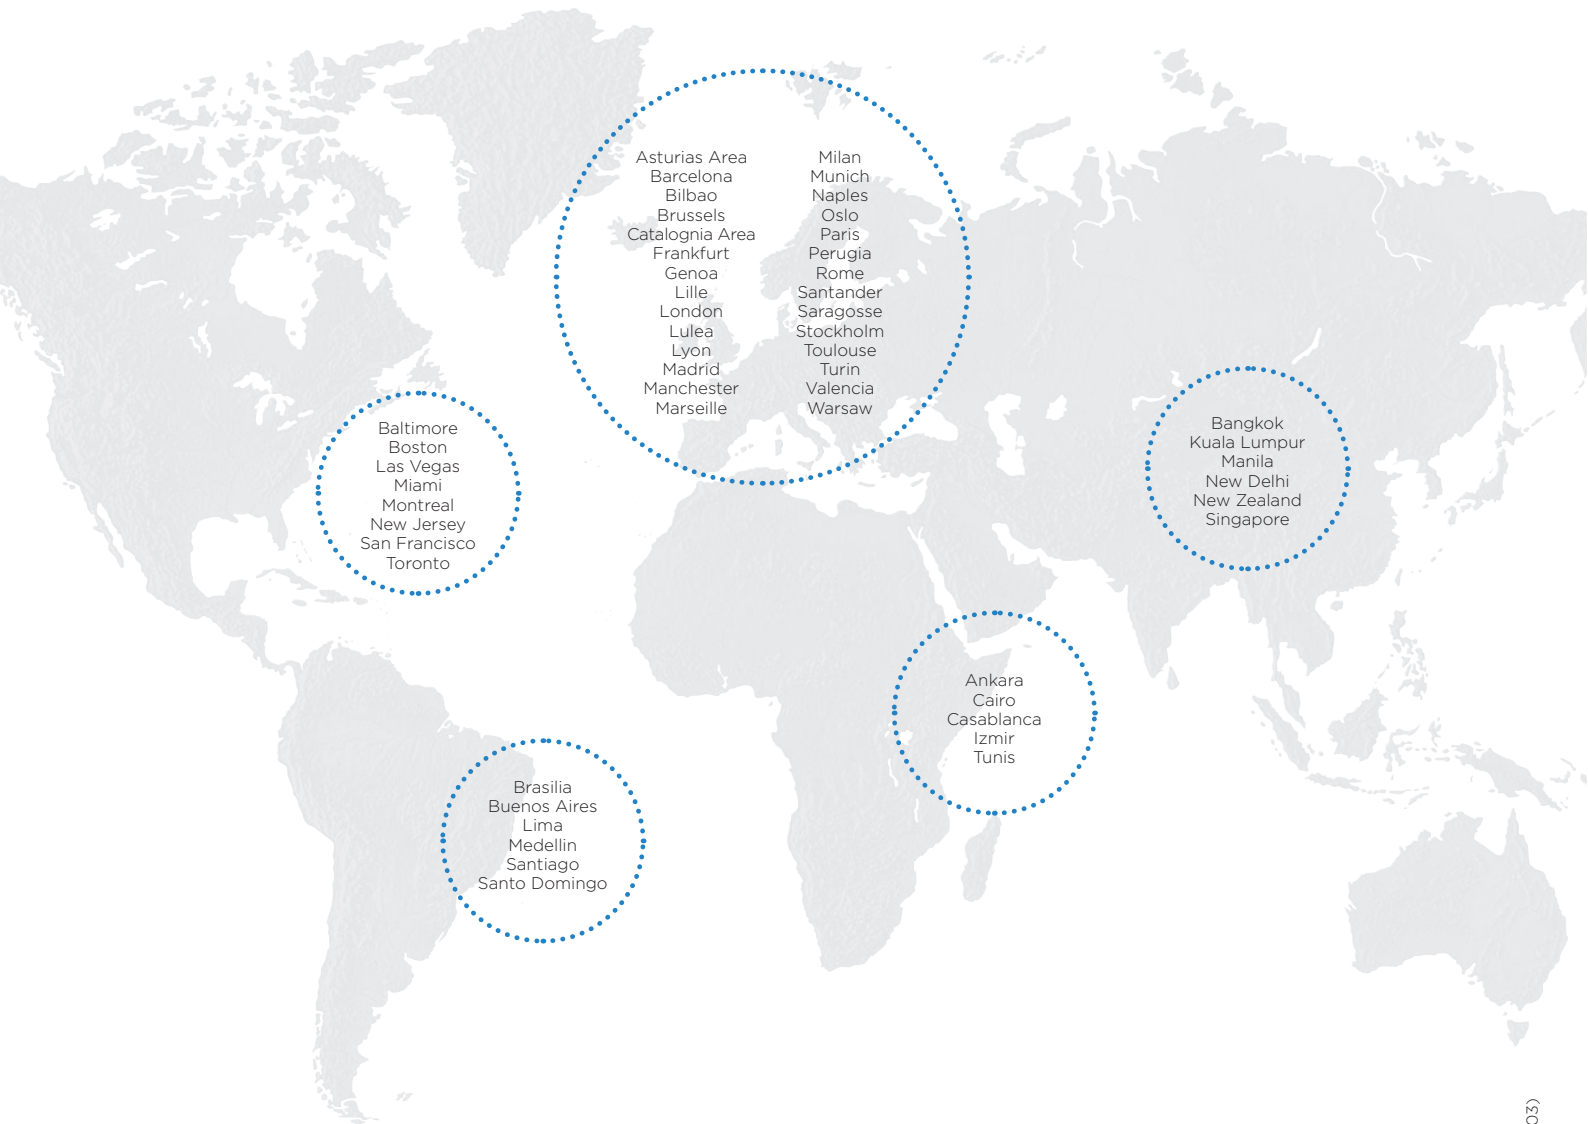 Asturias Area
Barcelona
Bilbao
Brussels
Catalognia Area
Frankfurt
Genoa
Lille
London
Lulea
Lyon
Madrid
Manchester
Marseille
Milan
Munich
Naples
Oslo
Paris
Perugia
Rome
Santander
Saragosse
Stockholm
Toulouse
Turin
Valencia
Warsaw
Baltimore
Boston
Las Vegas
Miami
Montreal
New Jersey
San Francisco
Toronto
Bangkok
Kuala Lumpur
Manila
New Delhi
New Zealand
Singapore
Ankara
Cairo
Casablanca
Izmir
Tunis
Brasilia
Buenos Aires
Lima
Medellin
Santiago
Santo Domingo
03)